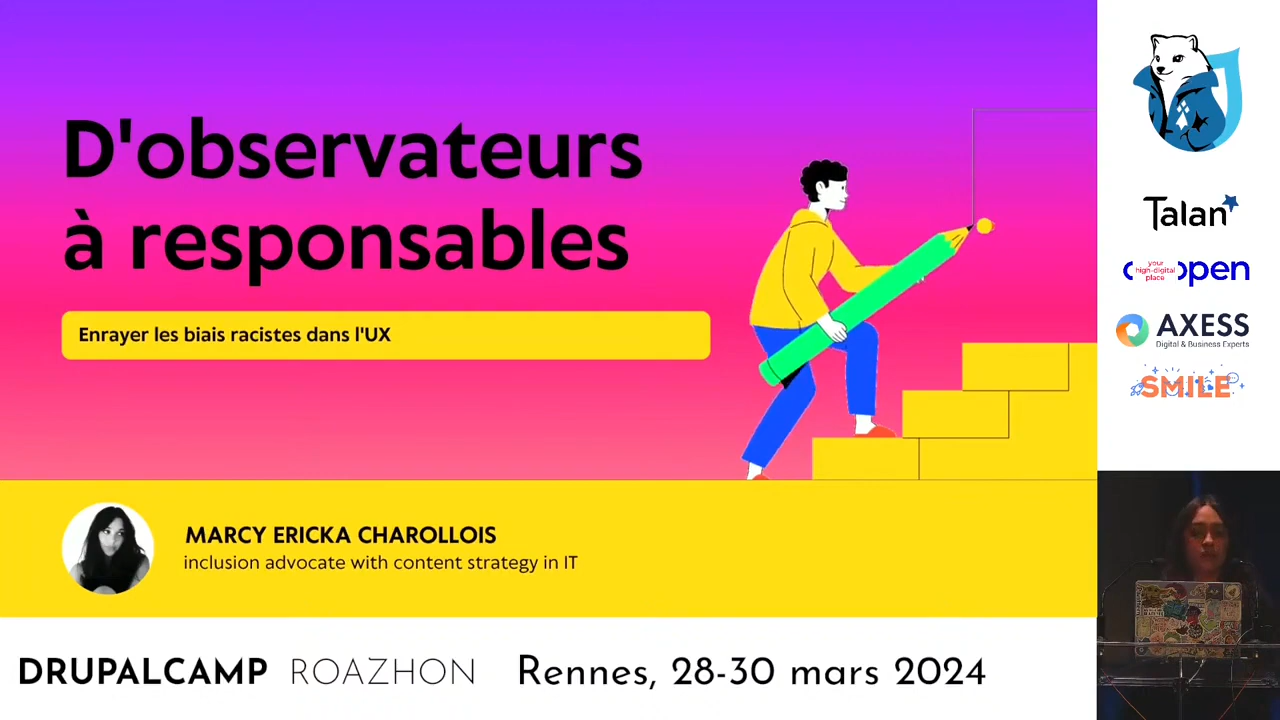 D'observateurs
à responsables
Enrayer les biais racistes dans l'UX
MARCY ERICKA CHAROLLOIS
inclusion advocate with content strategy in IT
DRUPALCAMP ROAZHON Rennes, 28-30 mars 2024
Talan
your
high-digital
place
open
AXESS
Digital & Business Experts
SMILE